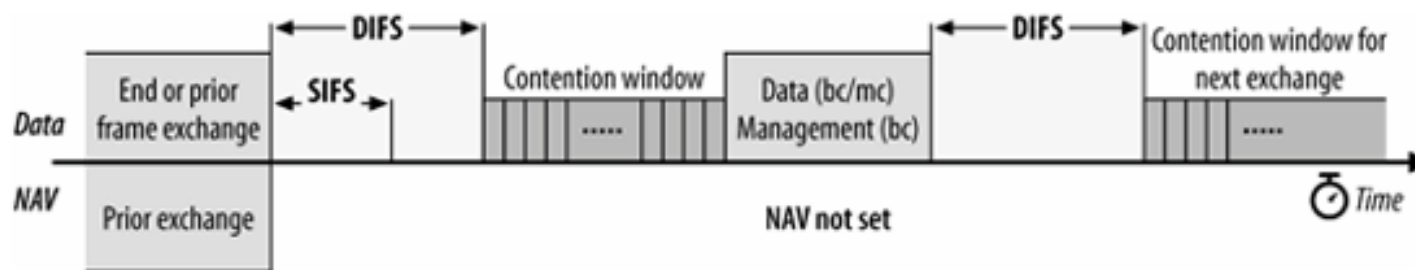 DIFS
DIFS
Contention window for
next exchange
End or prior
frame exchange
SIFS
Contention window
Data (bc/mc)
Management (bc)
Data
.....
.....
NAV
Prior exchange
NAV not set
Time